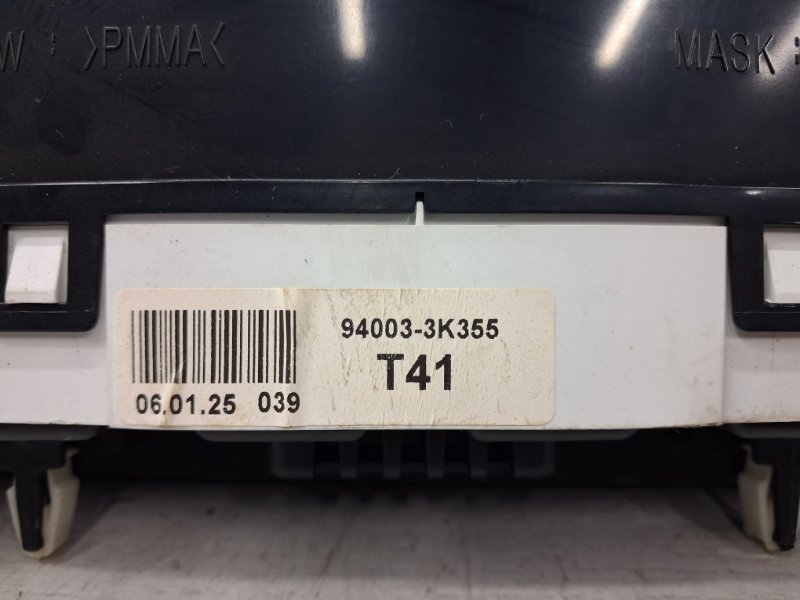 W : >PMMA<
MASK :
94003-3K355
T41
06.01.25 039